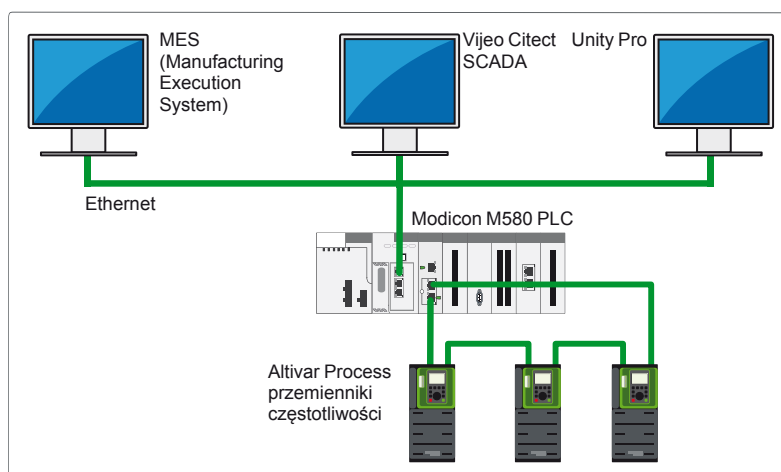 MES
(Manufacturing
Execution
System)
Vijeo Citect
SCADA
Unity Pro
Ethernet
Modicon M580 PLC
Altivar Process
przemienniki
częstotliwości